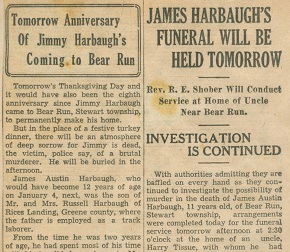 Tomorrow Anniversary
Of Jimmy Harbaugh's
Coming to Bear Run
Tomorrow's Thanksgiving Day and
it would have also been the eighth
anniversary since Jimmy Harbaugh
came to Bear Run, Stewart township,
to permanently make his home.
But in the place of a festive turkey
dinner, there will be an atmosphere
of deep sorrow for Jimmy is dead,
the victim, police say, of a brutal
murderer. He will be buried in the
afternoon.
James Austin Harbaugh, who
would have become 12 years of age
on January 4, next, was the son of
Mr. and Mrs. Russell Harbaugh of
Rices Landing, Greene county, where
the father is employed as a track
laborer.
From the time he was two years
of age, he had spent most of his time
JAMES HARBAUGH'S
FUNERAL WILL BE
HELD TOMORROW
Rev. R. E. Shober Will Conduct
Service at Home of Uncle
Near Bear Run.
INVESTIGATION
IS CONTINUED
With authorities admitting they are
baffled on every hand as they con-
tinued to investigate the possibility of
murder in the death of James Austin
Harbaugh, 11 years old, of Bear Run,
Stewart township, arrangements
were completed today for the funeral
service tomorrow afternoon at 2:30
o'clock at the home of an uncle,
Harry Tissue, with whom he had